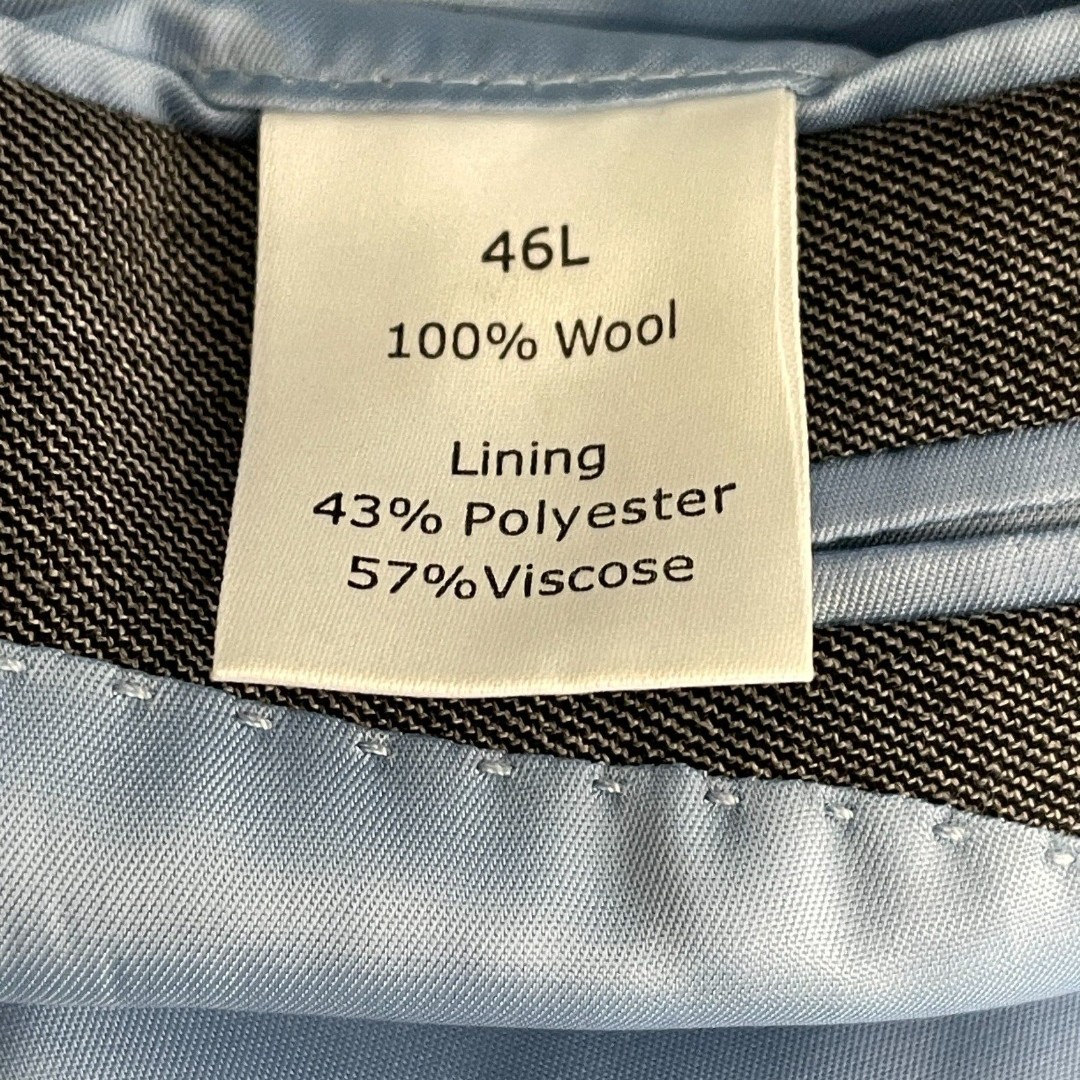 46L
100% Wool
Lining
43% Polyester
57%Viscose